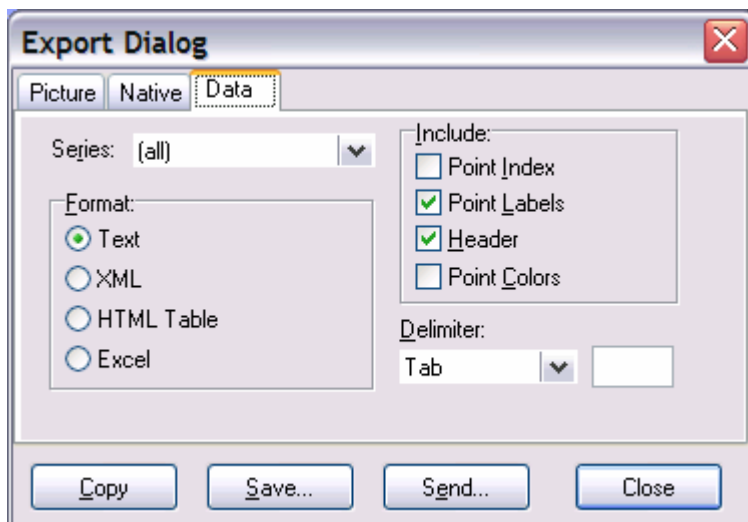 Export Dialog
Picture Native Data
Series: (all)
Format:
Text
XML
HTML Table
Excel
Include:
Point Index
Point Labels
Header
Point Colors
Delimiter:
Tab
Copy Save... Send... Close